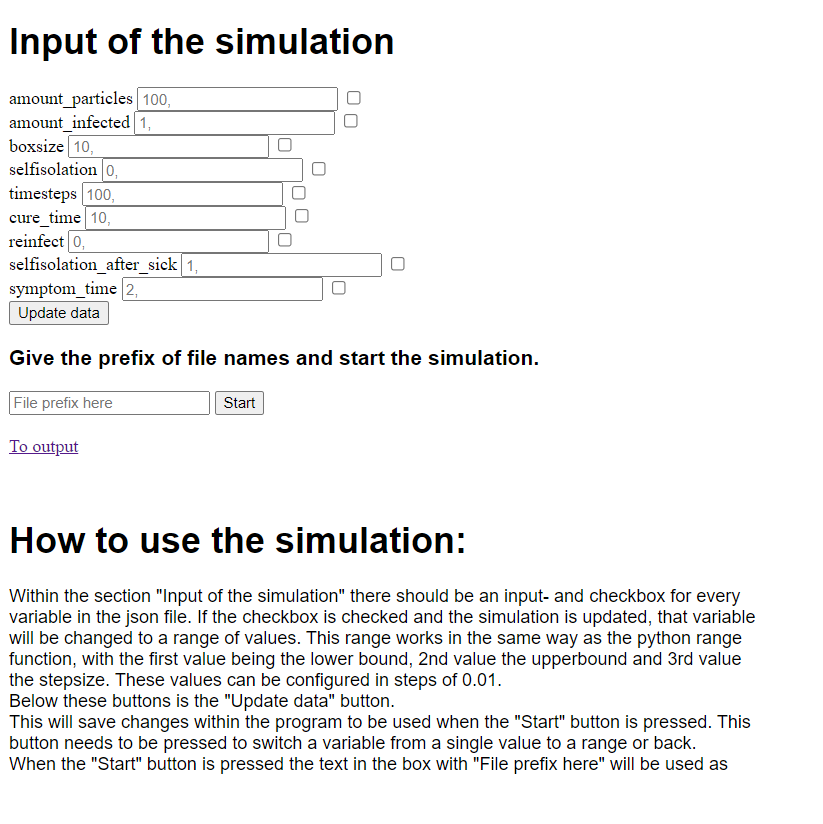 Input of the simulation
amount_particles 100,
amount_infected 1,
boxsize 10,
selfisolation 0,
timesteps 100,
cure_time 10,
reinfect 0,
selfisolation_after_sick 1,
symptom_time 2,
Update data
Give the prefix of file names and start the simulation.
File prefix here Start
To output
How to use the simulation:
Within the section "Input of the simulation" there should be an input- and checkbox for every
variable in the json file. If the checkbox is checked and the simulation is updated, that variable
will be changed to a range of values. This range works in the same way as the python range
function, with the first value being the lower bound, 2nd value the upperbound and 3rd value
the stepsize. These values can be configured in steps of 0.01.
Below these buttons is the "Update data" button.
This will save changes within the program to be used when the "Start" button is pressed. This
button needs to be pressed to switch a variable from a single value to a range or back.
When the "Start" button is pressed the text in the box with "File prefix here" will be used as